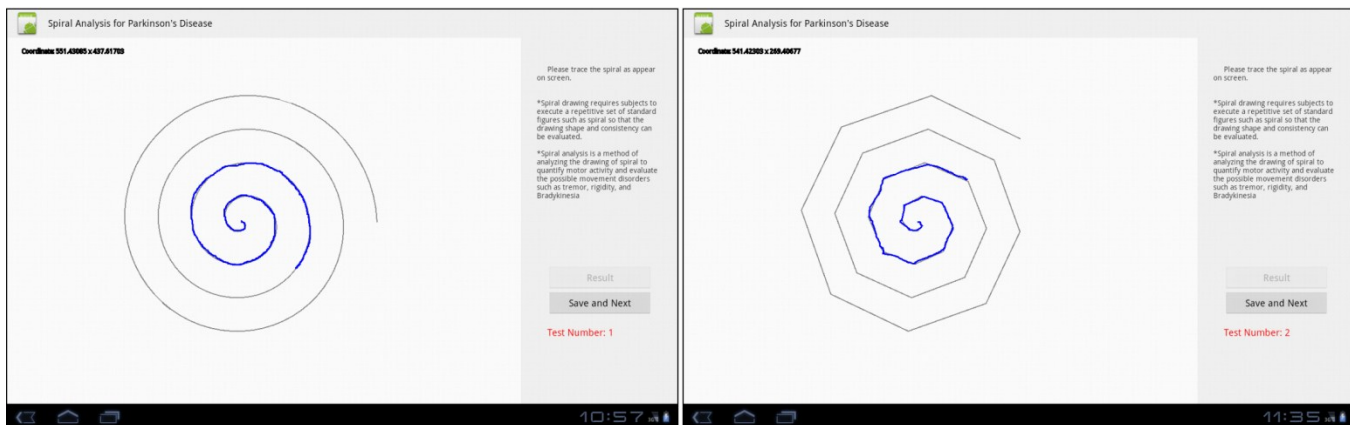 Spiral Analysis for Parkinson's Disease
Coordinate: 551.43085 x 437.61703
Please trace the spiral as appear
on screen.
*Spiral drawing requires subjects to
execute a repetitive set of standard
figures such as spiral so that the
drawing shape and consistency can
be evaluated.
*Spiral analysis is a method of
analyzing the drawing of spiral to
quantify motor activity and evaluate
the possible movement disorders
such as tremor, rigidity, and
Bradykinesia
Result
Save and Next
Test Number: 1
10:57
Spiral Analysis for Parkinson's Disease
Coordinate: 541.42303 x 269.40677
Please trace the spiral as appear
on screen.
*Spiral drawing requires subjects to
execute a repetitive set of standard
figures such as spiral so that the
drawing shape and consistency can
be evaluated.
*Spiral analysis is a method of
analyzing the drawing of spiral to
quantify motor activity and evaluate
the possible movement disorders
such as tremor, rigidity, and
Bradykinesia
Result
Save and Next
Test Number: 2
11:35